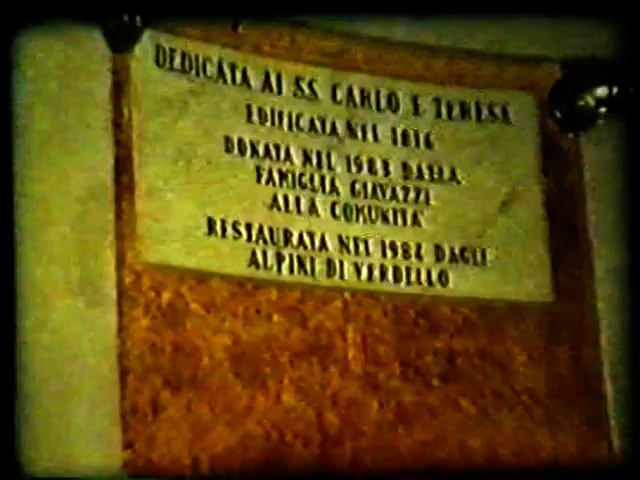 DEDICATA AI SS. CARLO E TERESA
EDIFICATA NEL 1816
DONATA NEL 1983 DALLA
FAMIGLIA GIAVAZZI
ALLA COMUNITA'
RESTAURATA NEL 1984 DAGLI
ALPINI DI VERDELLO